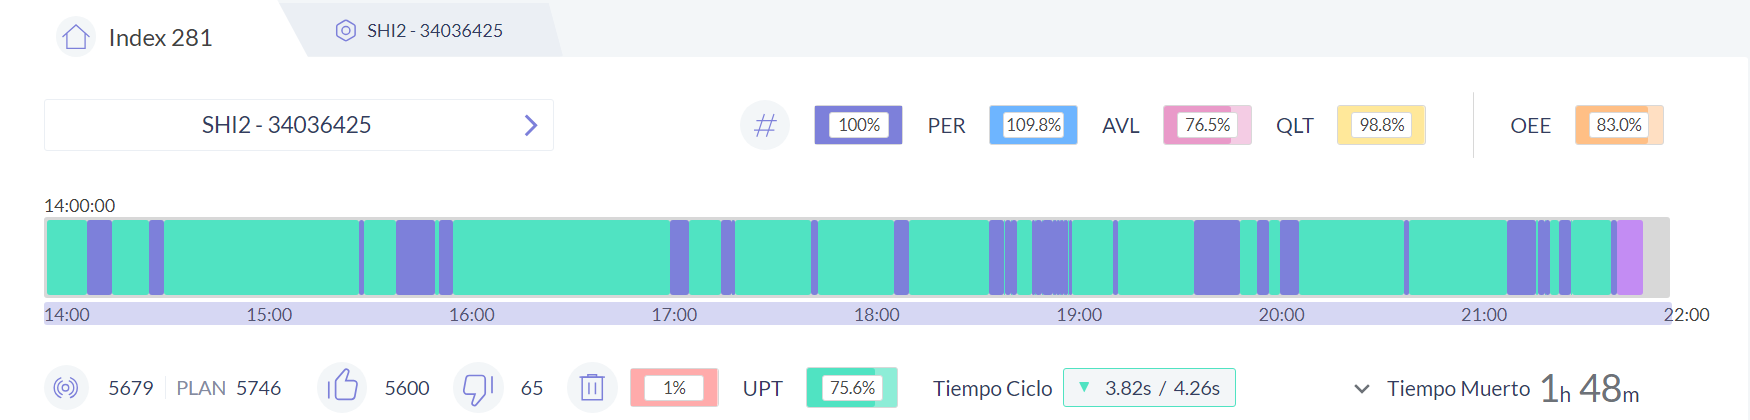 Index 281
SHI2 - 34036425
SHI2 - 34036425
100% PER 109.8% AVL 76.5% QLT 98.8% OEE 83.0%
14:00:00
14:00 15:00 16:00 17:00 18:00 19:00 20:00 21:00 22:00
5679 PLAN 5746 5600 65 1% UPT 75.6% Tiempo Ciclo 3.82s / 4.26s Tiempo Muerto 1h 48m